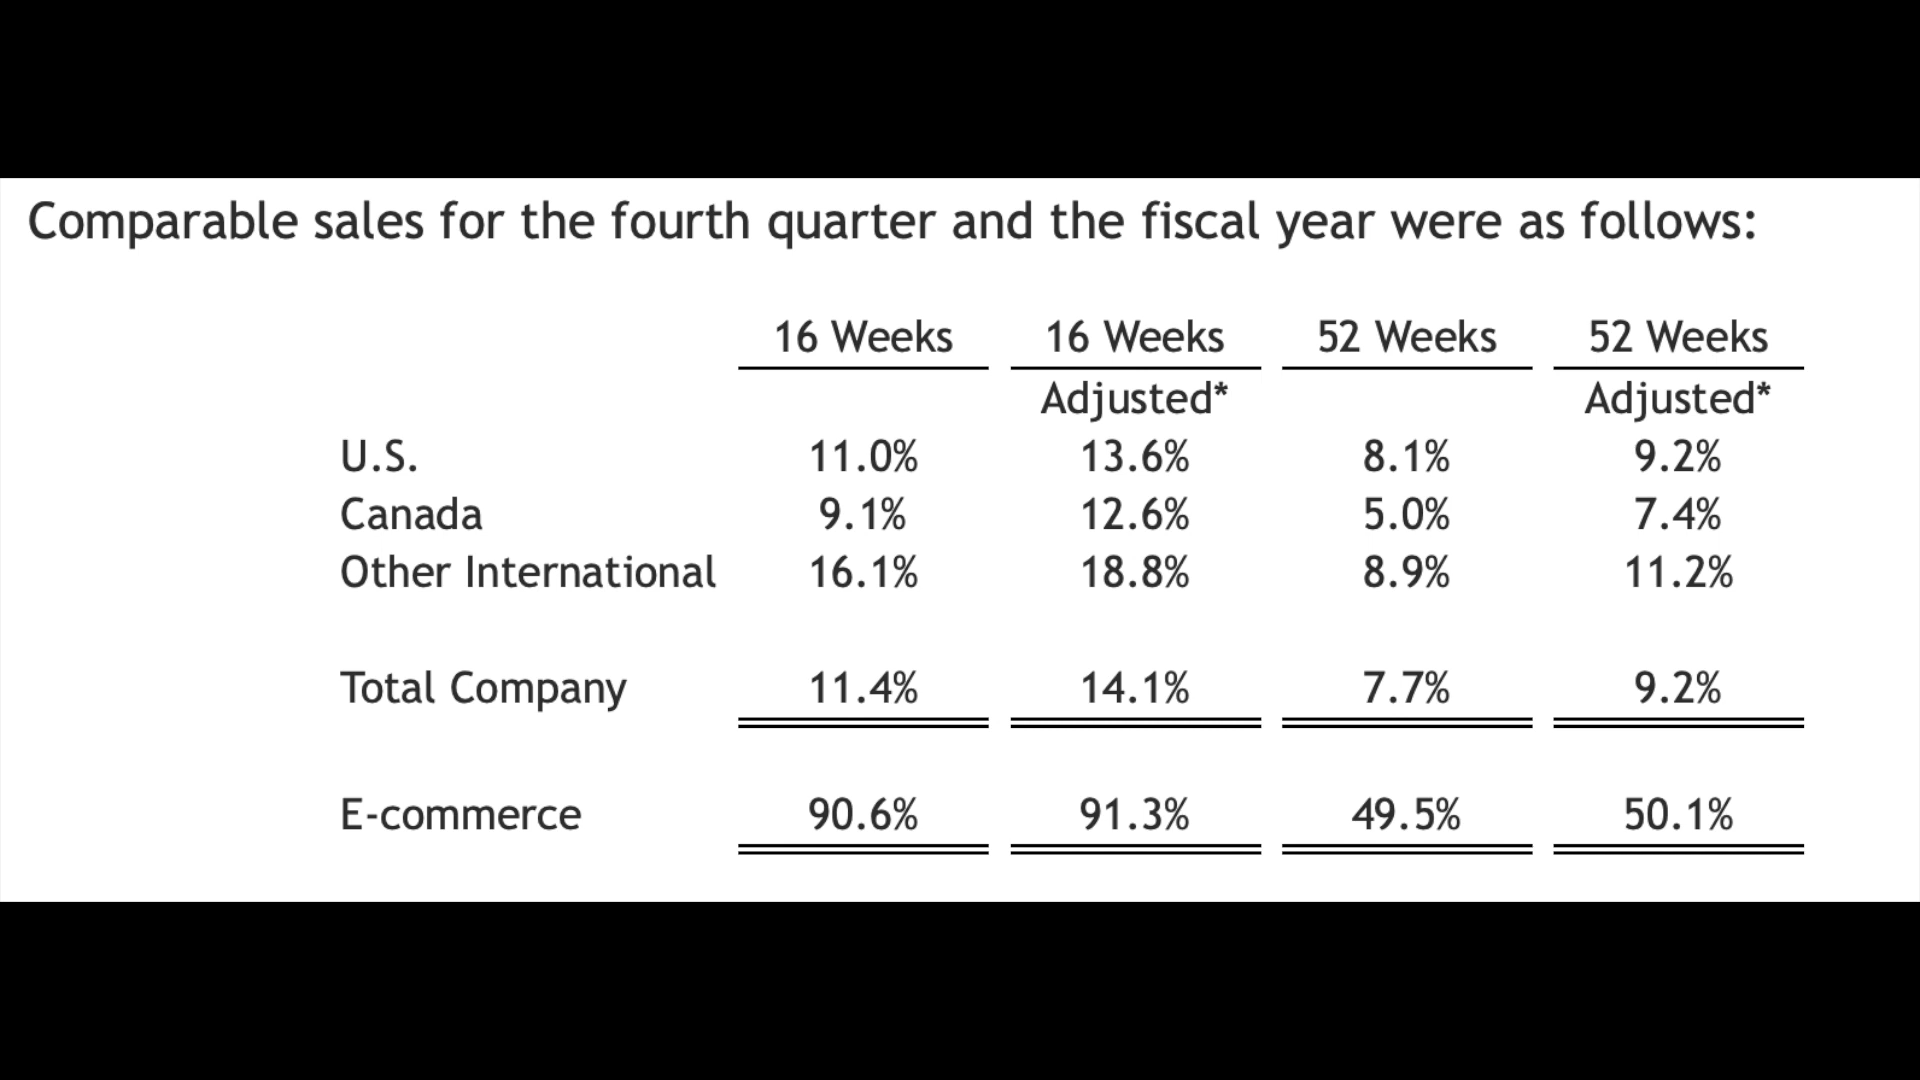 Comparable sales for the fourth quarter and the fiscal year were as follows:
16 Weeks 16 Weeks 52 Weeks 52 Weeks
Adjusted* Adjusted*
U.S. 11.0% 13.6% 8.1% 9.2%
Canada 9.1% 12.6% 5.0% 7.4%
Other International 16.1% 18.8% 8.9% 11.2%
Total Company 11.4% 14.1% 7.7% 9.2%
E-commerce 90.6% 91.3% 49.5% 50.1%